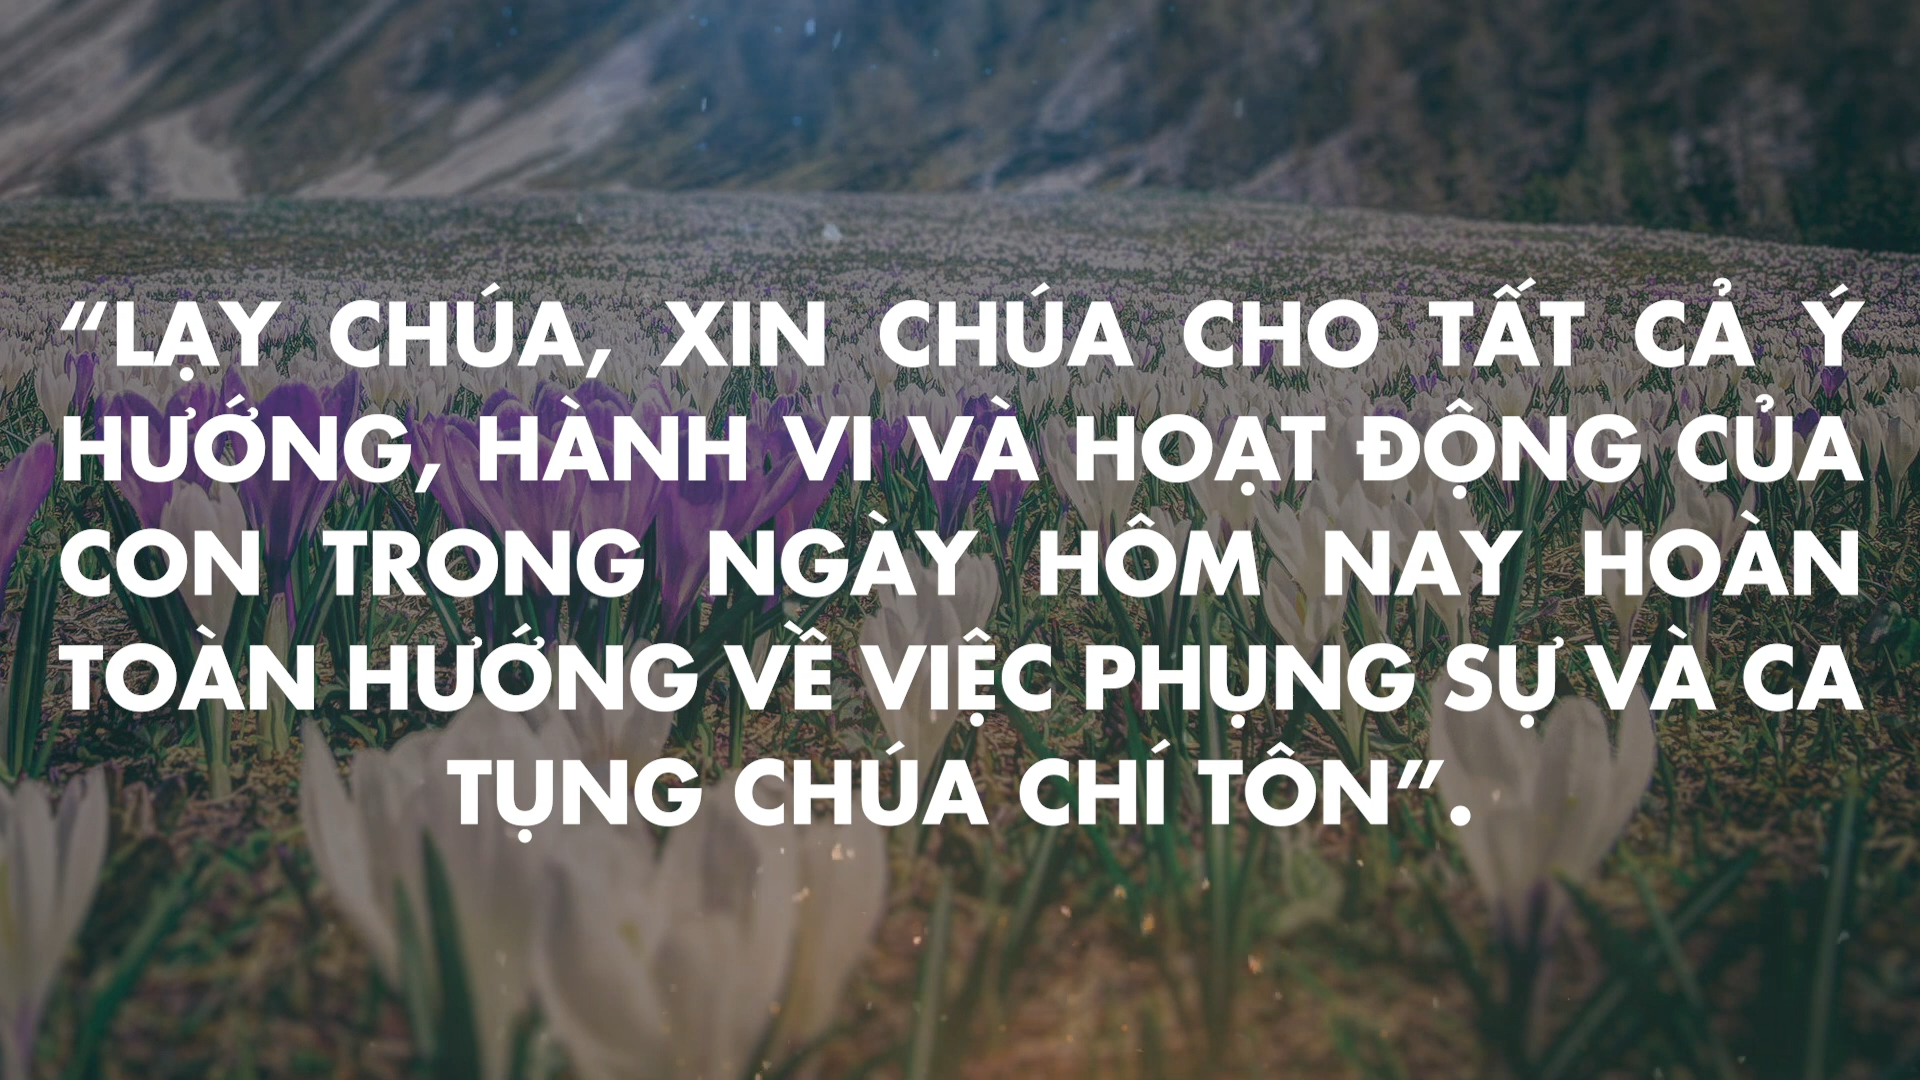 “LẠY CHÚA, XIN CHÚA CHO TẤT CẢ Ý
HƯỚNG, HÀNH VI VÀ HOẠT ĐỘNG CỦA
CON TRONG NGÀY HÔM NAY HOÀN
TOÀN HƯỚNG VỀ VIỆC PHỤNG SỰ VÀ CA
TỤNG CHÚA CHÍ TÔN”.